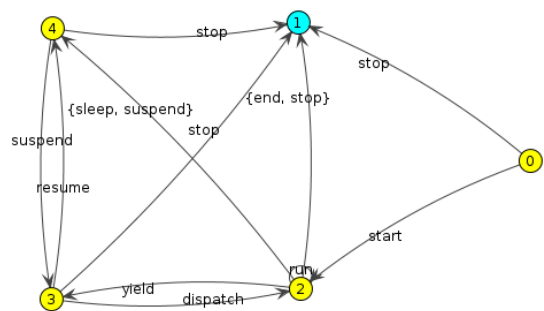 4
1
stop
stop
{sleep, suspend}
{end, stop}
stop
suspend
0
resume
start
run
yield
2
3
dispatch